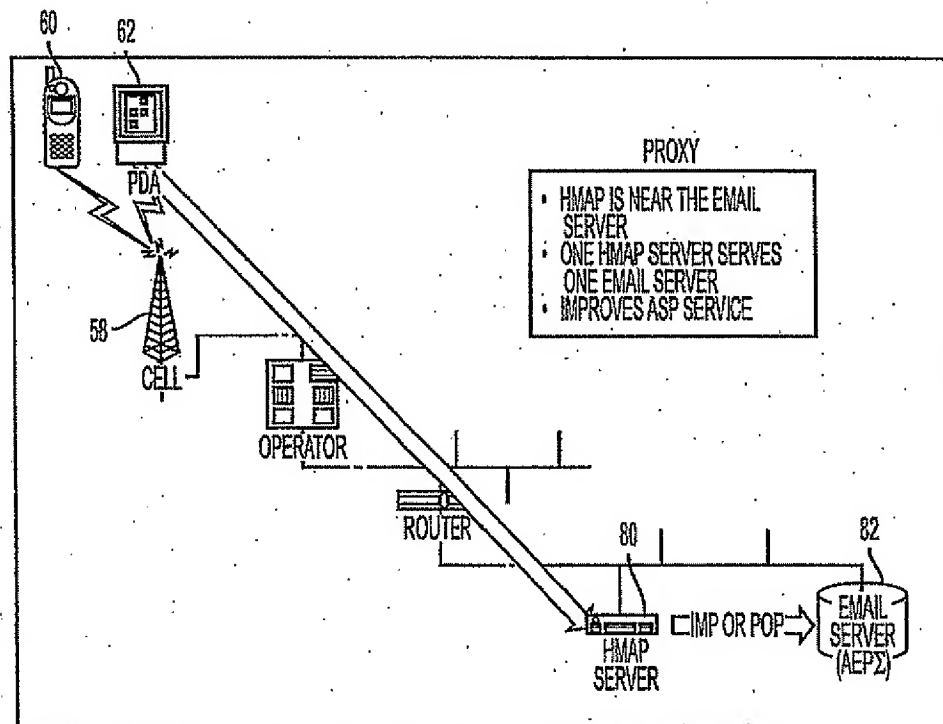 60
62
PDA
PROXY
• HMAP IS NEAR THE EMAIL
SERVER
• ONE HMAP SERVER SERVES
ONE EMAIL SERVER
• IMPROVES ASP SERVICE
58
CELL
OPERATOR
ROUTER
80
82
HMAP
SERVER
IMP OR POP
EMAIL
SERVER
(AEPΣ)